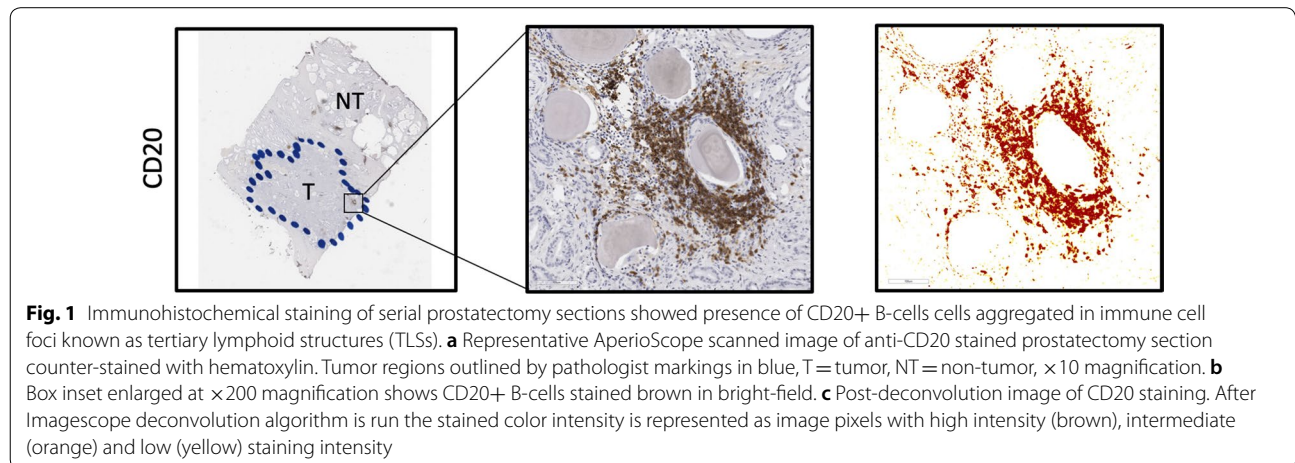 CD20
NT
T
Fig. 1 Immunohistochemical staining of serial prostatectomy sections showed presence of CD20+ B-cells cells aggregated in immune cell
foci known as tertiary lymphoid structures (TLSs). a Representative AperioScope scanned image of anti-CD20 stained prostatectomy section
counter-stained with hematoxylin. Tumor regions outlined by pathologist markings in blue, T = tumor, NT = non-tumor, ×10 magnification. b
Box inset enlarged at ×200 magnification shows CD20+ B-cells stained brown in bright-field. c Post-deconvolution image of CD20 staining. After
Imagescope deconvolution algorithm is run the stained color intensity is represented as image pixels with high intensity (brown), intermediate
(orange) and low (yellow) staining intensity